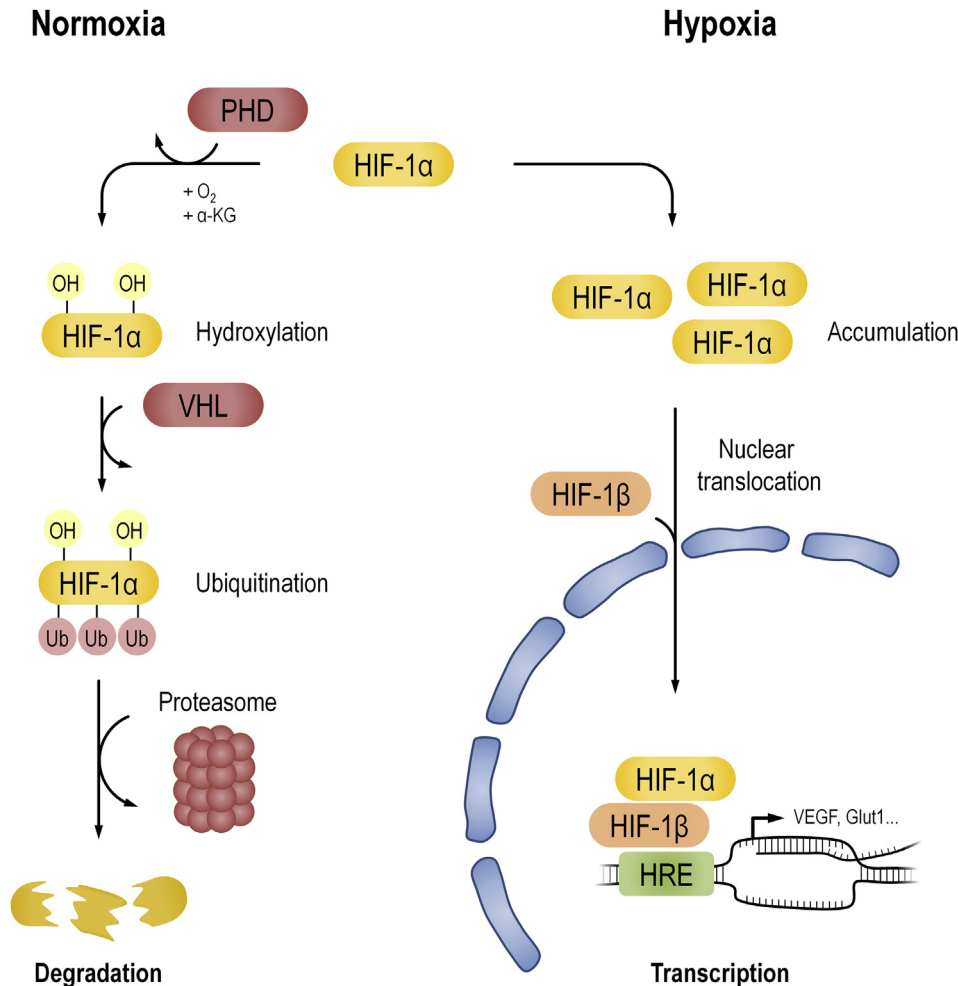 Normoxia
Hypoxia
PHD
HIF-1α
+ O₂
+ α-KG
OH
OH
HIF-1α
Hydroxylation
HIF-1α
HIF-1α
HIF-1α
Accumulation
VHL
Nuclear
translocation
HIF-1β
OH
OH
HIF-1α
Ubiquitination
Ub
Ub
Ub
Proteasome
HIF-1α
HIF-1β
VEGF, Glut1...
HRE
Degradation
Transcription